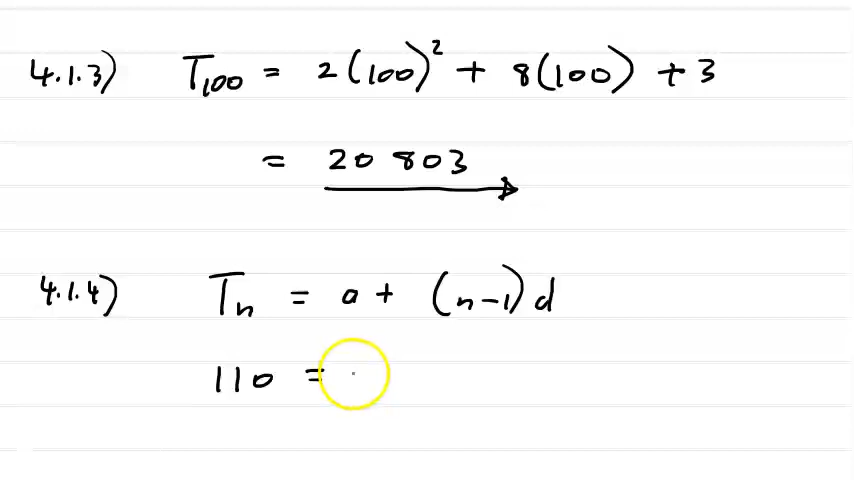 4.1.3) T₁₀₀ = 2(100)² + 8(100) + 3
= 20 803
4.1.4) Tₙ = a + (n-1)d
110 =